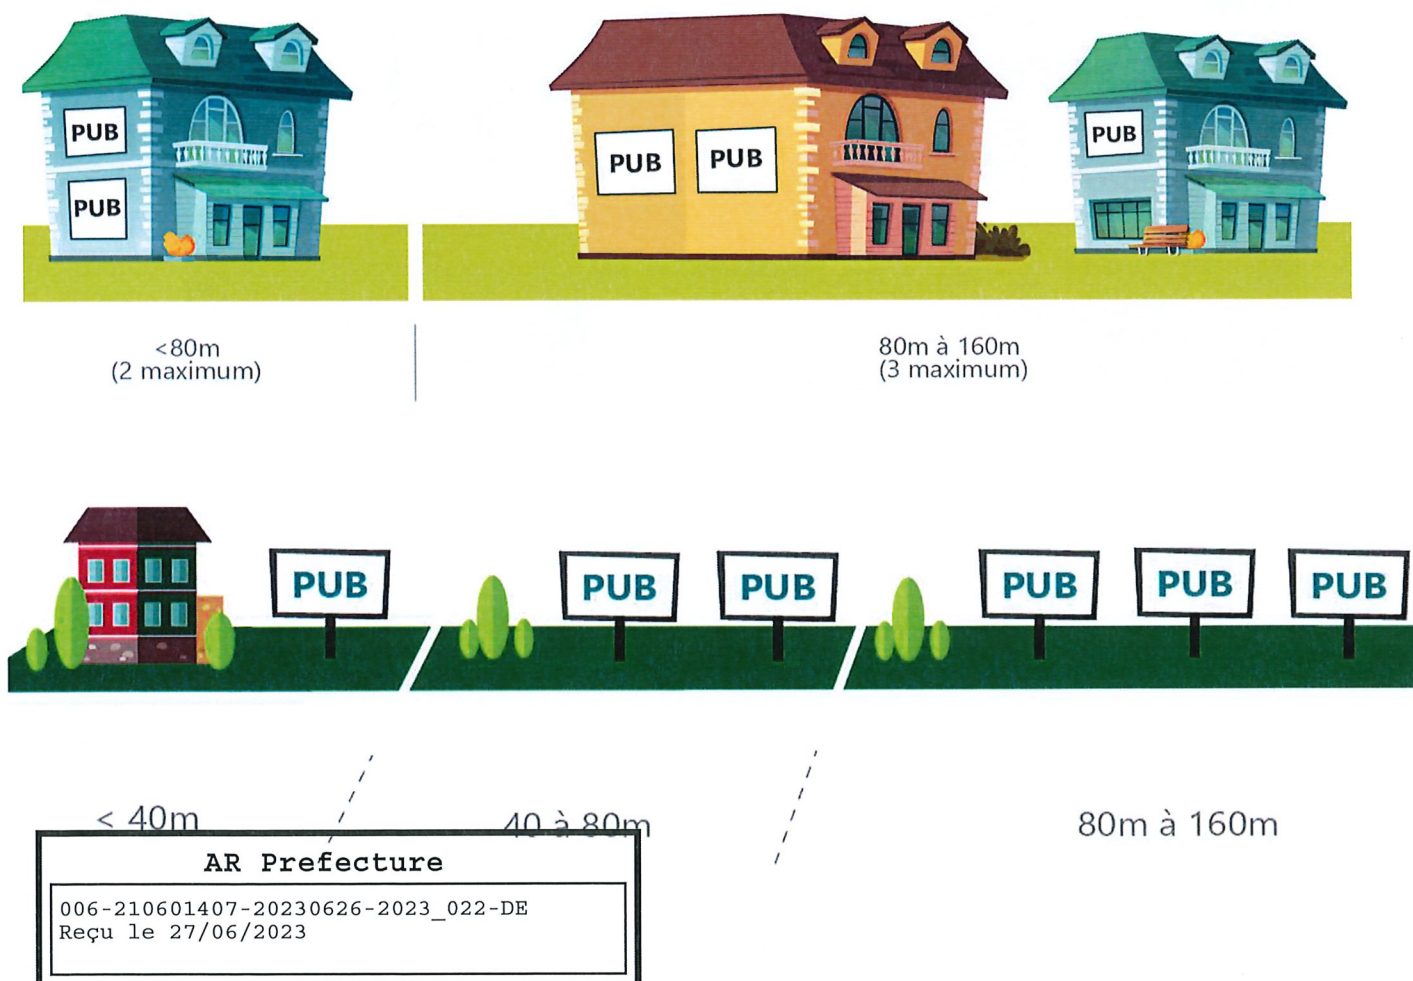 PUB
PUB
PUB
PUB
PUB
<80m
(2 maximum)
80m à 160m
(3 maximum)
PUB
PUB
PUB
PUB
PUB
PUB
< 40m
40 à 80m
80m à 160m
AR Prefecture
006-210601407-20230626-2023_022-DE
Reçu le 27/06/2023